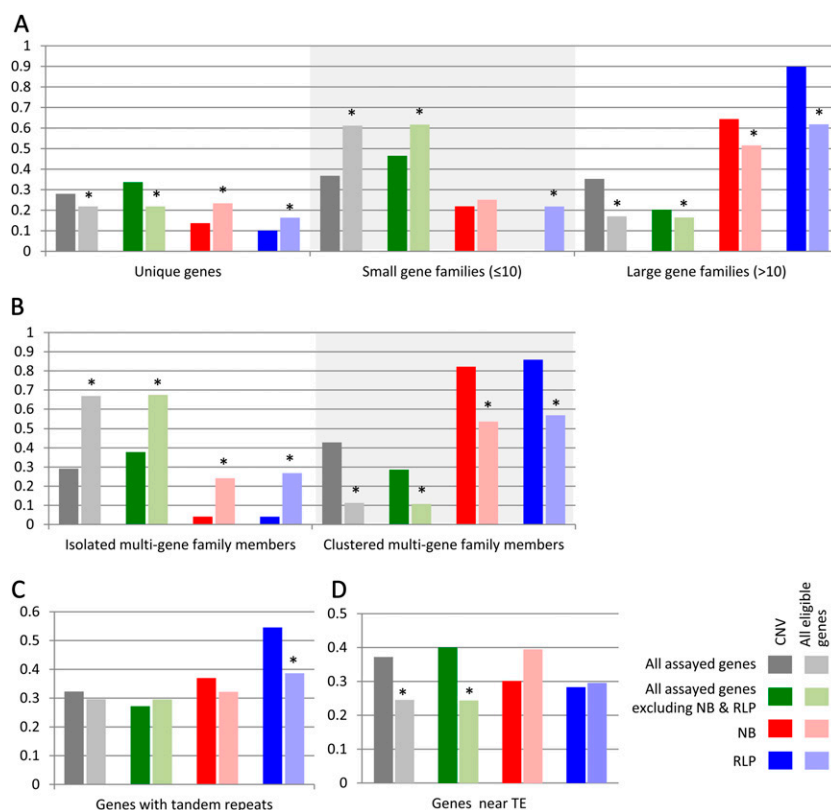 A
1
0.9
0.8
0.7
0.6
0.5
0.4
0.3
0.2
0.1
0
* * * * * * * * * * *
Unique genes
Small gene families (≤10)
Large gene families (>10)
B
1
0.9
0.8
0.7
0.6
0.5
0.4
0.3
0.2
0.1
0
* * * * * * * *
Isolated multi-gene family members
Clustered multi-gene family members
C
0.6
0.5
0.4
0.3
0.2
0.1
0
*
Genes with tandem repeats
D
0.5
0.4
0.3
0.2
0.1
0
* *
Genes near TE
CNV
All eligible
genes
All assayed genes
All assayed genes
excluding NB & RLP
NB
RLP